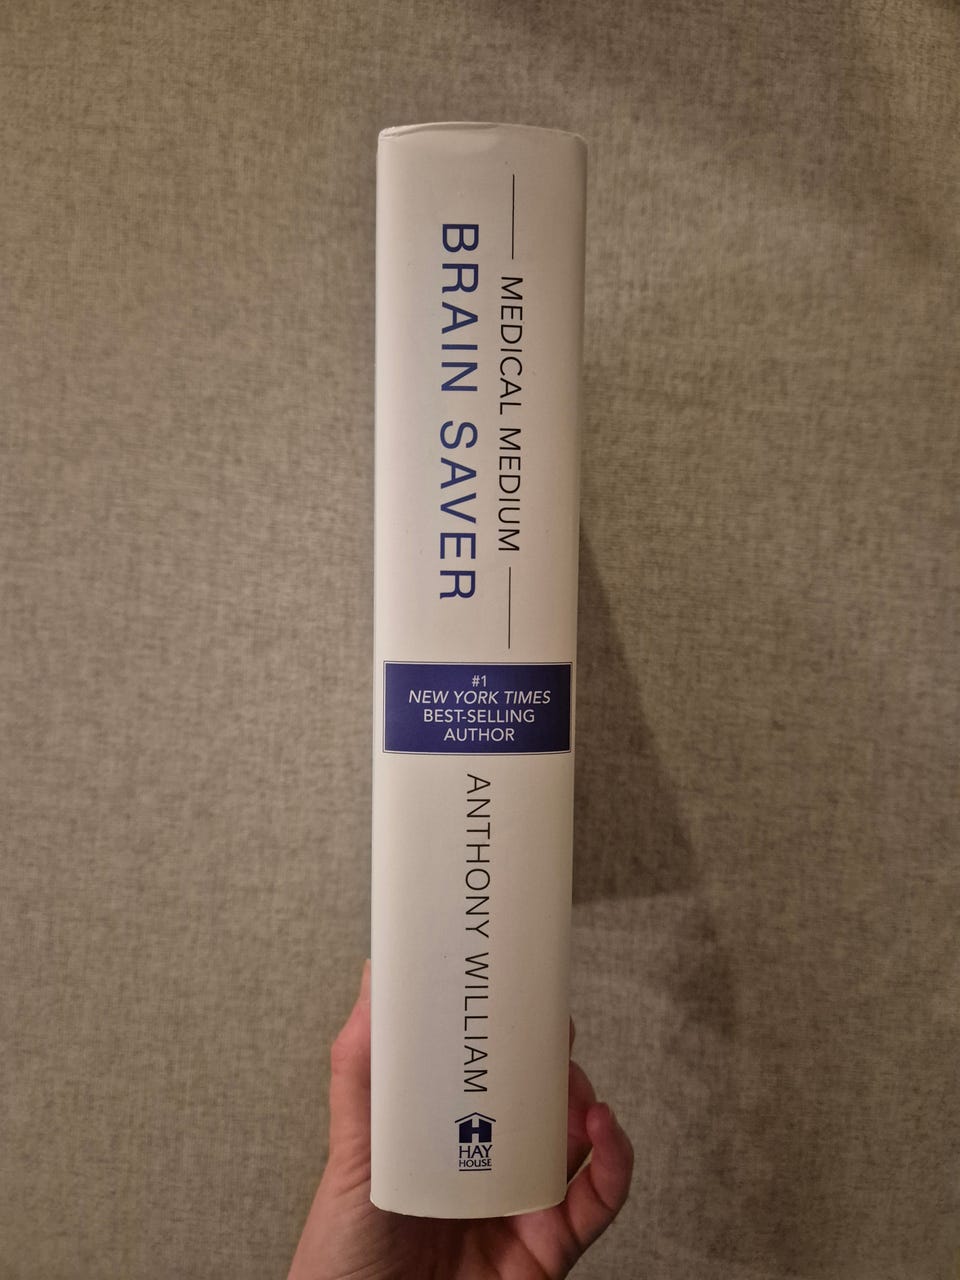 MEDICAL MEDIUM
BRAIN SAVER
#1
NEW YORK TIMES
BEST-SELLING
AUTHOR
ANTHONY WILLIAM
H
HAY
HOUSE